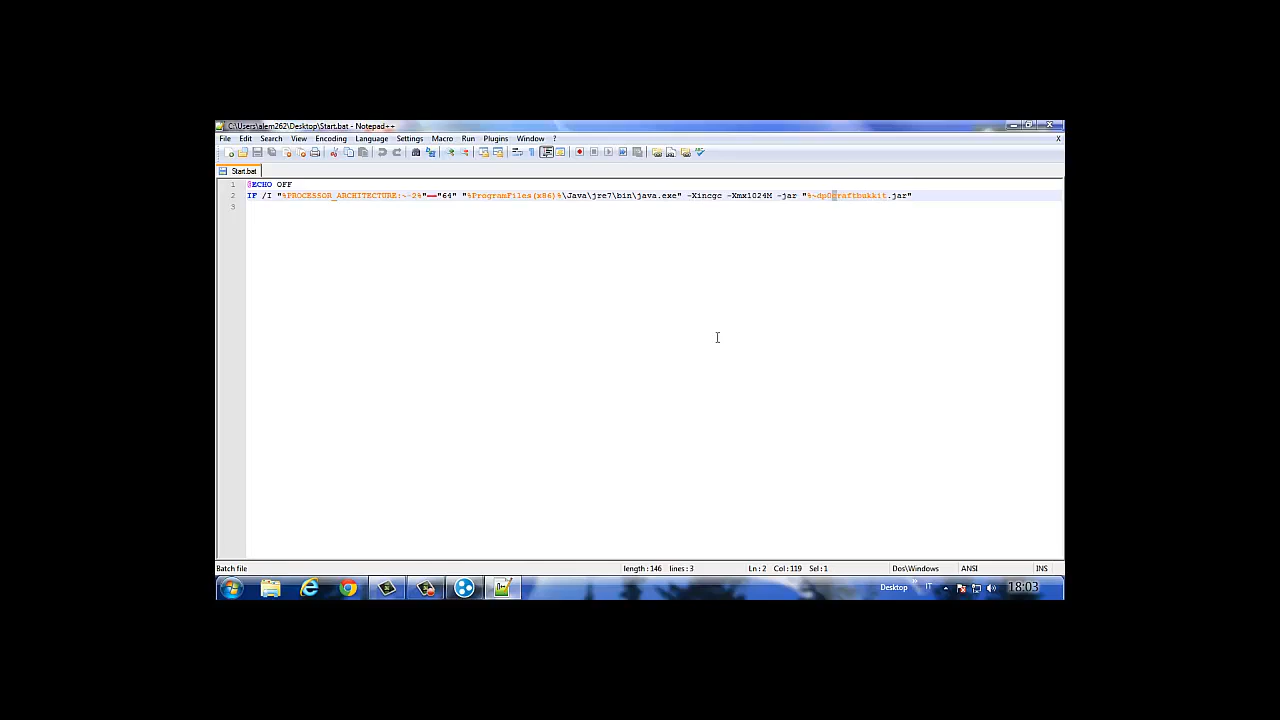 C:\Users\alem262\Desktop\Start.bat - Notepad++
File Edit Search View Encoding Language Settings Macro Run Plugins Window ? X
Start.bat
1 @ECHO OFF
2 IF /I "%PROCESSOR_ARCHITECTURE:~-2%"=="64" "%ProgramFiles(x86)%\Java\jre7\bin\java.exe" -Xincgc -Xmx1024M -jar "%~dp0craftbukkit.jar"
3
Batch file length : 146 lines : 3 Ln : 2 Col : 119 Sel : 1 Dos\Windows ANSI INS
Desktop » IT 18:03